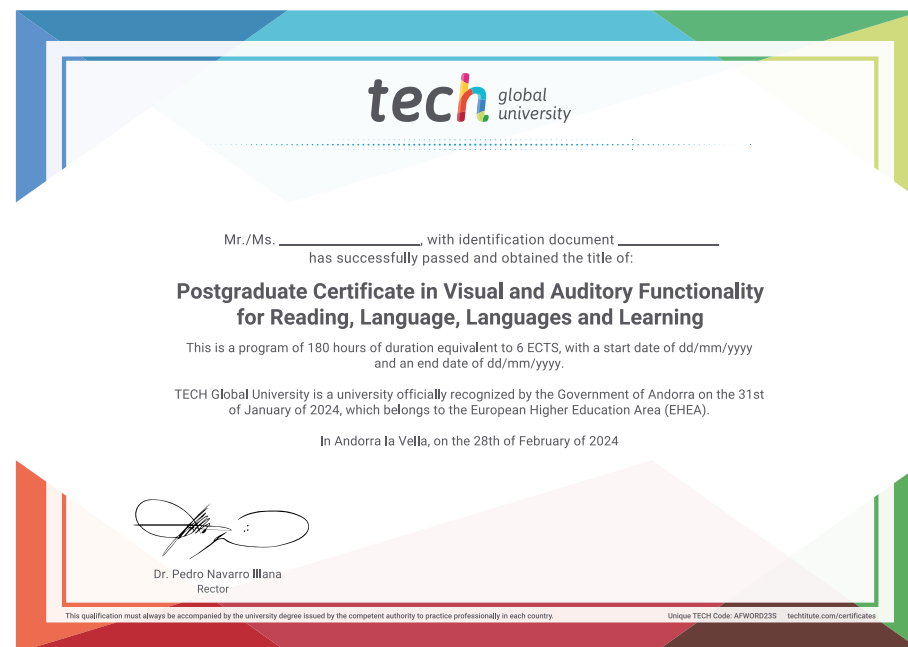 tech global university
Mr./Ms. ____________________, with identification document ______________
has successfully passed and obtained the title of:
Postgraduate Certificate in Visual and Auditory Functionality
for Reading, Language, Languages and Learning
This is a program of 180 hours of duration equivalent to 6 ECTS, with a start date of dd/mm/yyyy
and an end date of dd/mm/yyyy.
TECH Global University is a university officially recognized by the Government of Andorra on the 31st
of January of 2024, which belongs to the European Higher Education Area (EHEA).
In Andorra la Vella, on the 28th of February of 2024
Dr. Pedro Navarro Illana
Rector
This qualification must always be accompanied by the university degree issued by the competent authority to practice professionally in each country.
Unique TECH Code: AFWORD23S techtitute.com/certificates